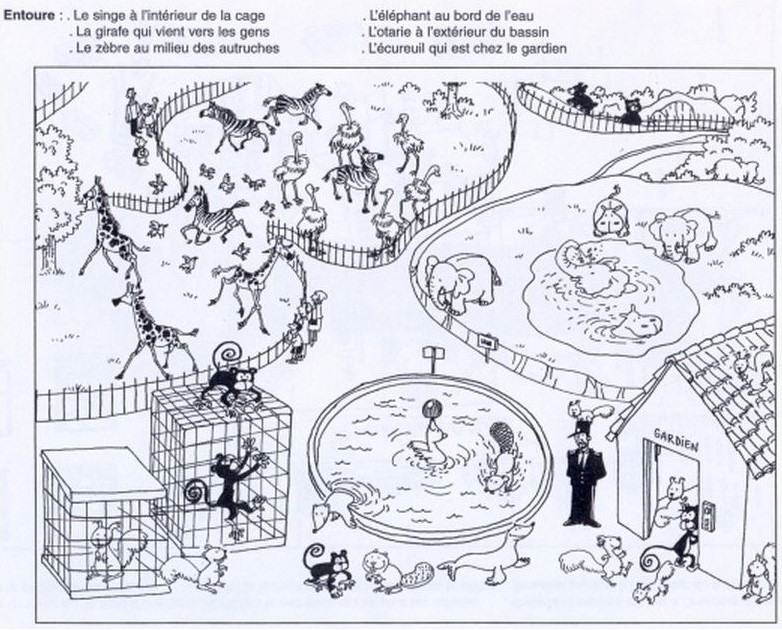 Entoure : . Le singe à l'intérieur de la cage
. La girafe qui vient vers les gens
. Le zèbre au milieu des autruches
. L'éléphant au bord de l'eau
. L'otarie à l'extérieur du bassin
. L'écureuil qui est chez le gardien
GARDIEN